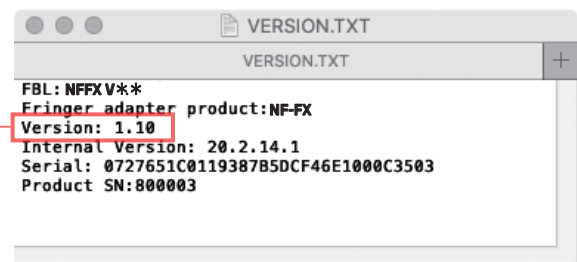 VERSION.TXT
VERSION.TXT +
FBL: NFFX V**
Fringer adapter product:NF-FX
Version: 1.10
Internal Version: 20.2.14.1
Serial: 0727651C0119387B5DCF46E1000C3503
Product SN:800003